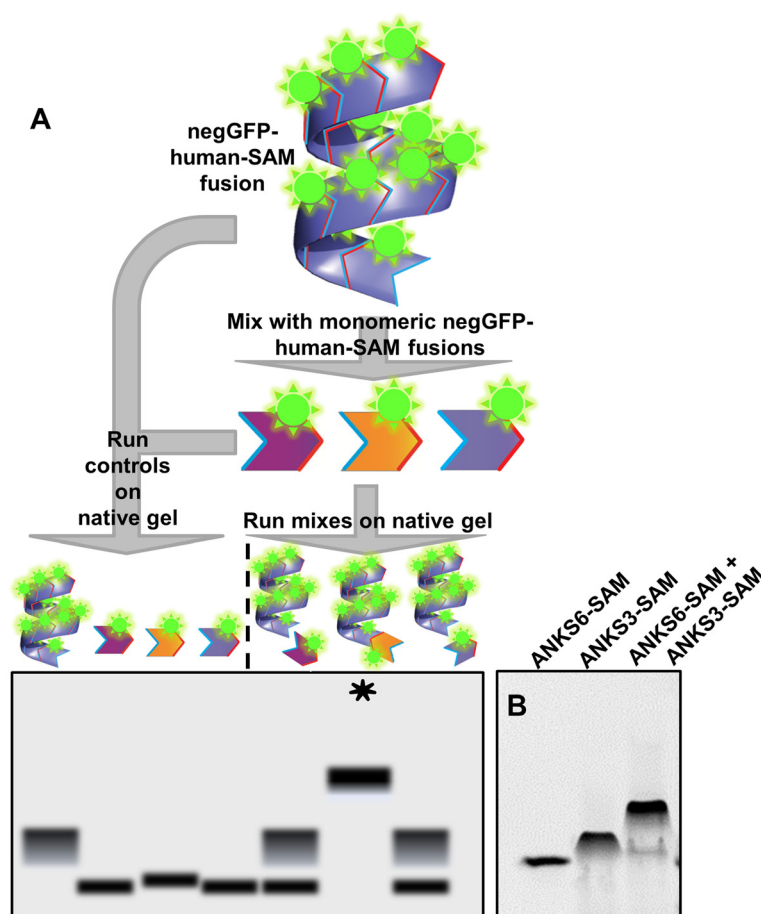 A
negGFP-
human-SAM
fusion
Mix with monomeric negGFP-
human-SAM fusions
Run
controls
on
native gel
Run mixes on native gel
ANKS6-SAM
ANKS3-SAM
ANKS6-SAM +
ANKS3-SAM
B